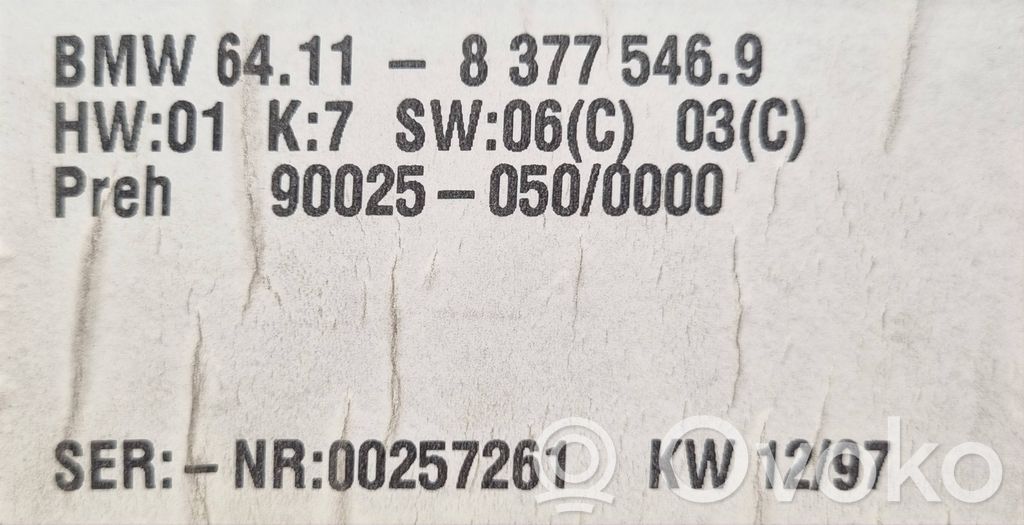 BMW 64.11 – 8 377 546.9
HW:01 K:7 SW:06(C) 03(C)
Preh 90025–050/0000
SER:–NR:00257261 KW 12/97
Ovoko